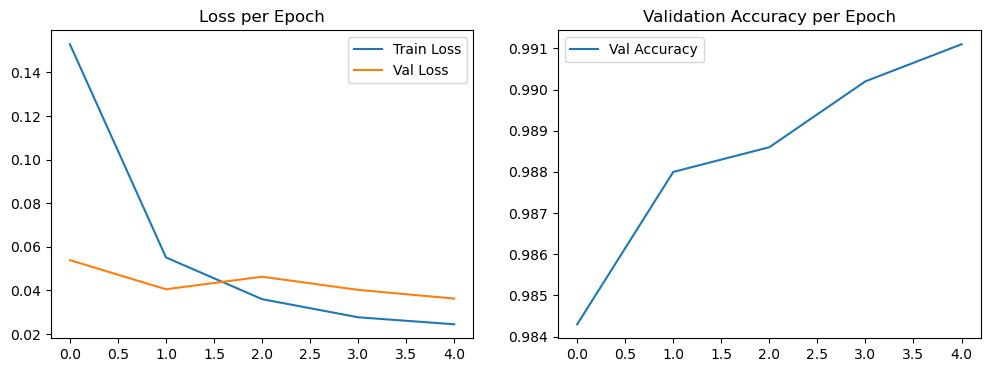 Loss per Epoch
Train Loss
Val Loss
0.14
0.12
0.10
0.08
0.06
0.04
0.02
0.0 0.5 1.0 1.5 2.0 2.5 3.0 3.5 4.0
Validation Accuracy per Epoch
Val Accuracy
0.991
0.990
0.989
0.988
0.987
0.986
0.985
0.984
0.0 0.5 1.0 1.5 2.0 2.5 3.0 3.5 4.0